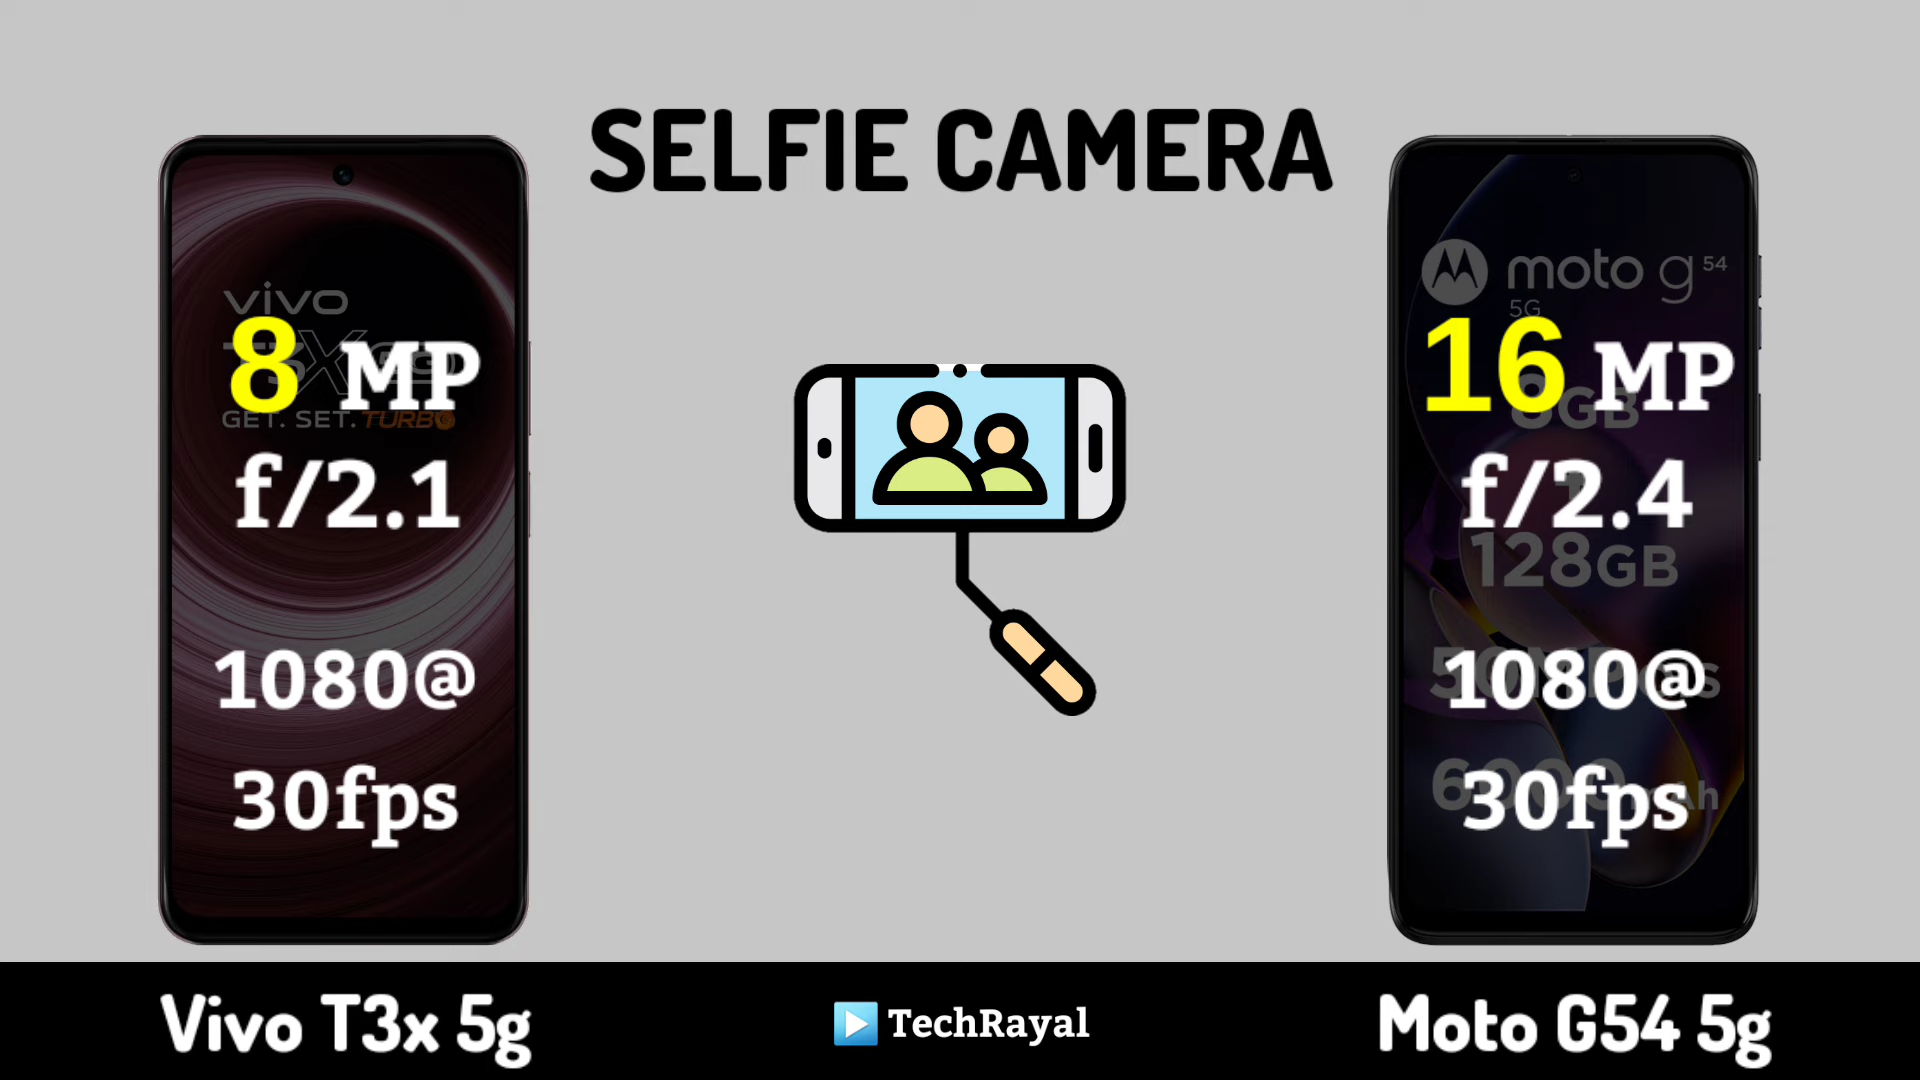 SELFIE CAMERA
vivo
8 MP
GET. SET. TURBO
f/2.1
1080@
30fps
moto g 54
5G
16 MP
8GB
f/2.4
128GB
1080@
30fps
Vivo T3x 5g
TechRayal
Moto G54 5g